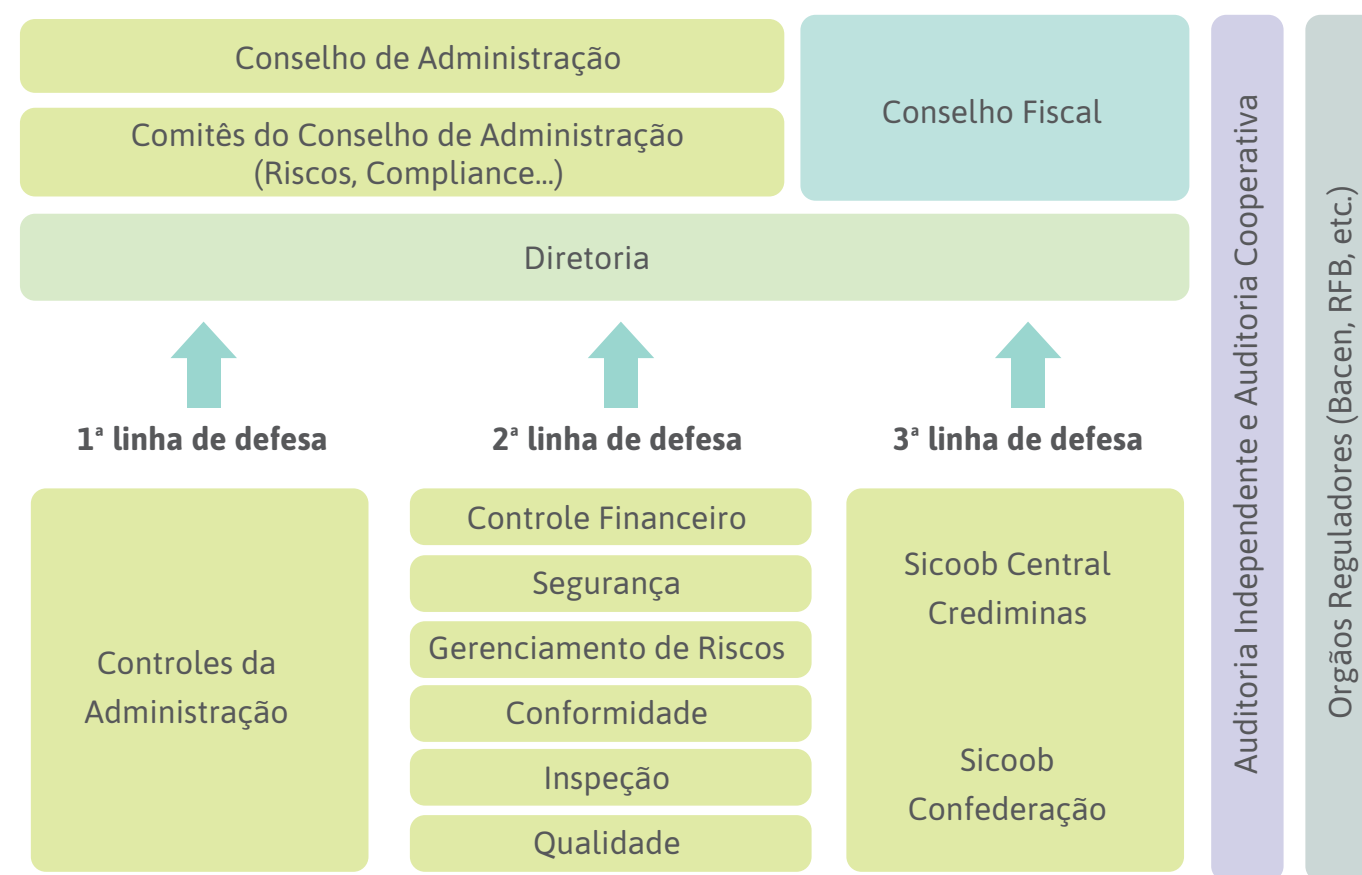 Conselho de Administração
Comitês do Conselho de Administração
(Riscos, Compliance...)
Conselho Fiscal
Diretoria
1ª linha de defesa
2ª linha de defesa
3ª linha de defesa
Controles da
Administração
Controle Financeiro
Segurança
Gerenciamento de Riscos
Conformidade
Inspeção
Qualidade
Sicoob Central
Crediminas
Sicoob
Confederação
Auditoria Independente e Auditoria Cooperativa
Orgãos Reguladores (Bacen, RFB, etc.)